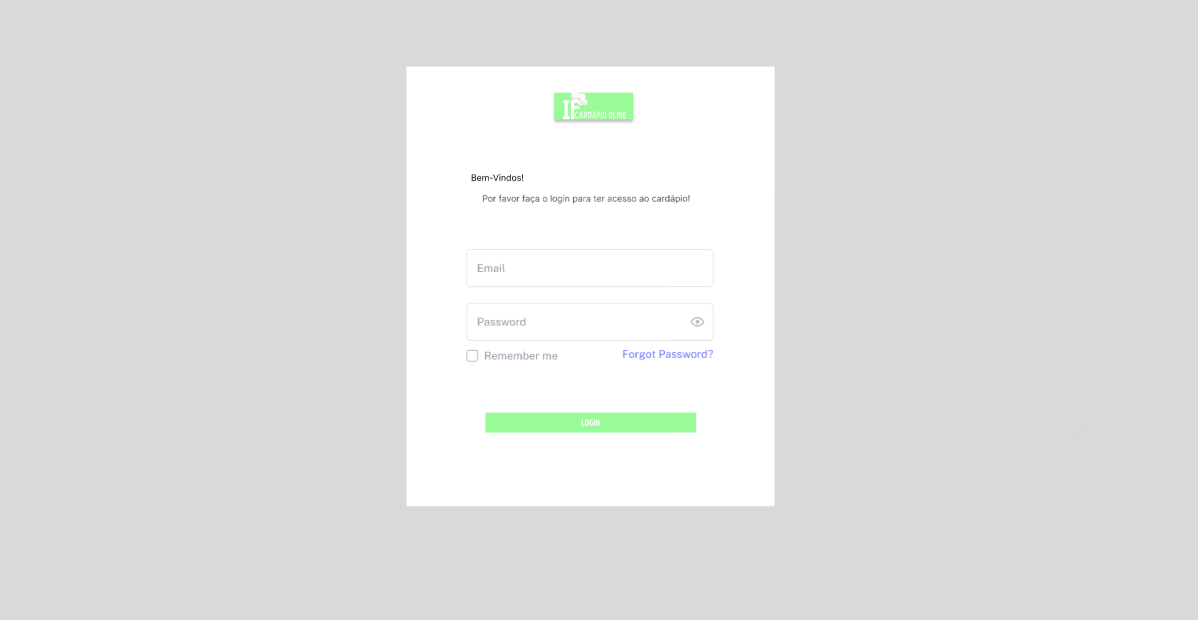 IF CARDÁPIO OLINE
Bem-Vindos!
Por favor faça o login para ter acesso ao cardápio!
Email
Password
Remember me
Forgot Password?
LOGIN